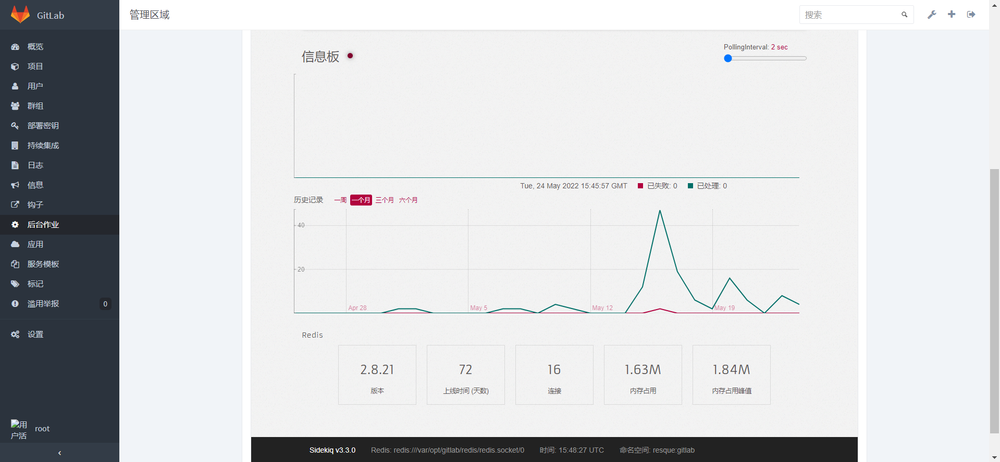 GitLab
管理区域
搜索
概览
项目
用户
群组
部署密钥
持续集成
日志
信息
钩子
后台作业
应用
服务模板
标记
滥用举报 0
设置
用户活
root
信息板
PollingInterval: 2 sec
Tue, 24 May 2022 15:45:57 GMT 已失败: 0 已处理: 0
历史记录 一周 一个月 三个月 六个月
40
20
Apr 28 May 5 May 12 May 19
Redis
2.8.21 72 16 1.63M 1.84M
版本 上线时间 (天数) 连接 内存占用 内存占用峰值
Sidekiq v3.3.0 Redis: redis:///var/opt/gitlab/redis/redis.socket/0 时间: 15:48:27 UTC 命名空间: resque:gitlab